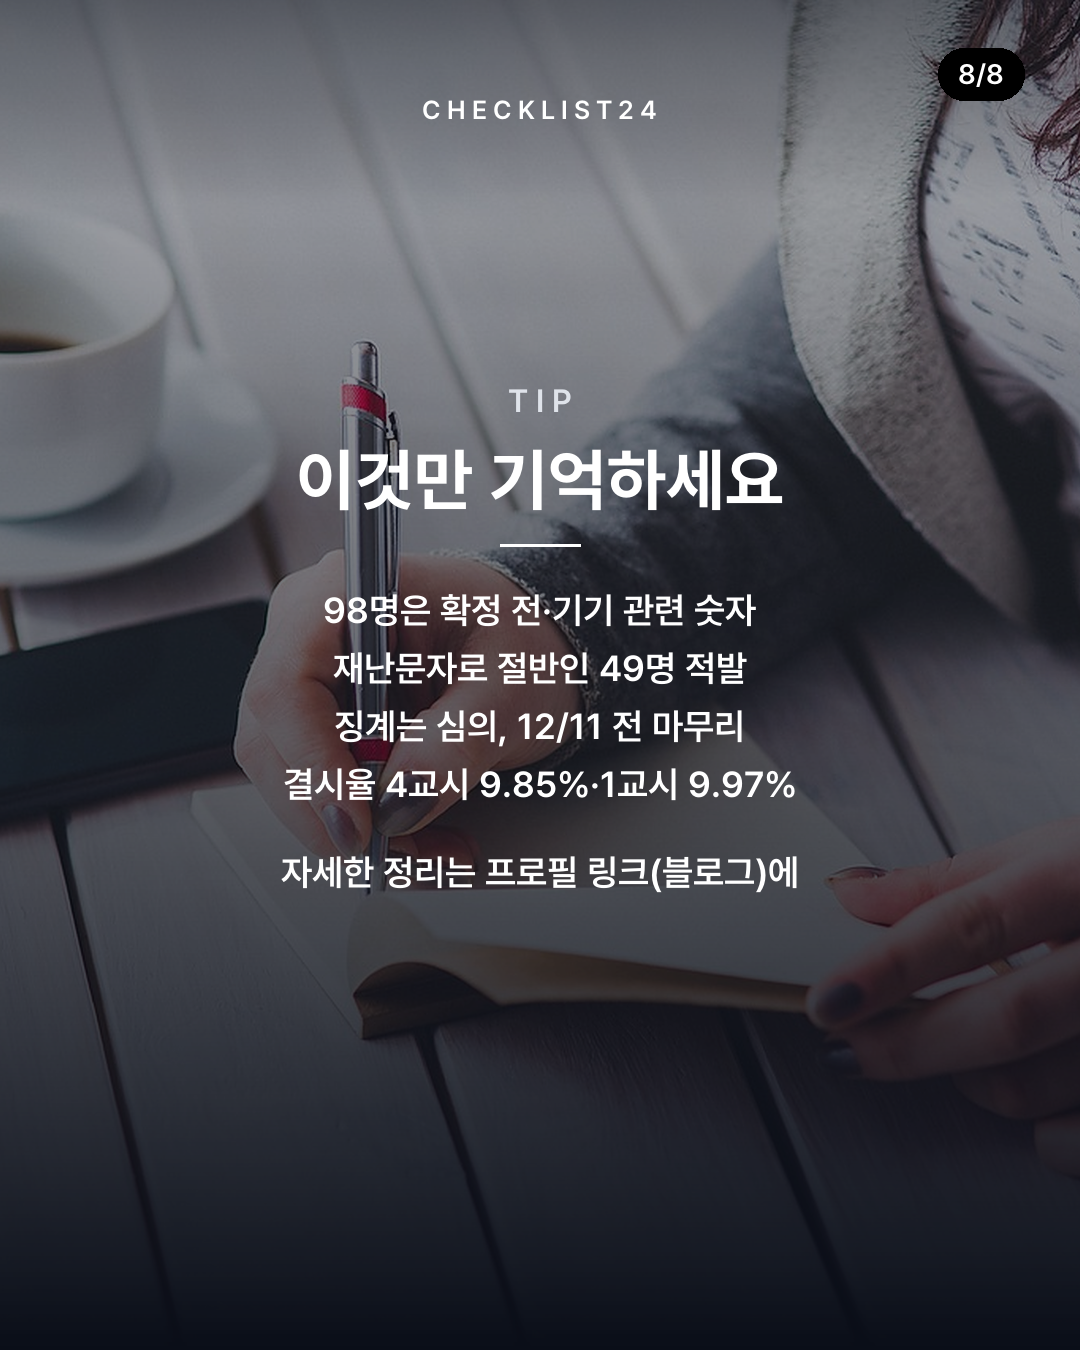 8/8
CHECKLIST24
TIP
이것만 기억하세요
98명은 확정 전·기기 관련 숫자
재난문자로 절반인 49명 적발
징계는 심의, 12/11 전 마무리
결시율 4교시 9.85%·1교시 9.97%
자세한 정리는 프로필 링크(블로그)에